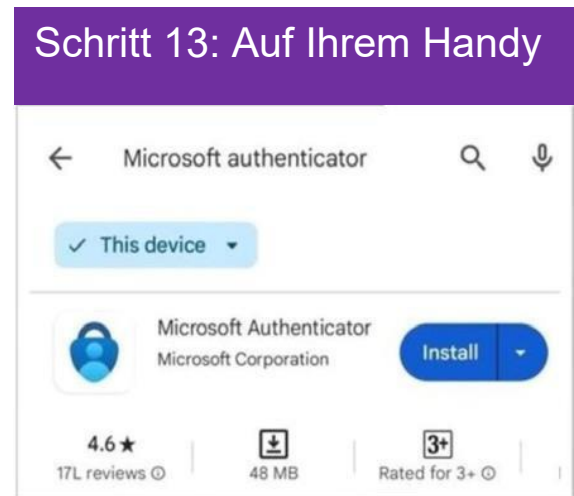 Schritt 13: Auf Ihrem Handy
Microsoft authenticator
This device
Microsoft Authenticator
Microsoft Corporation
Install
4.6★
17L reviews
48 MB
3+
Rated for 3+